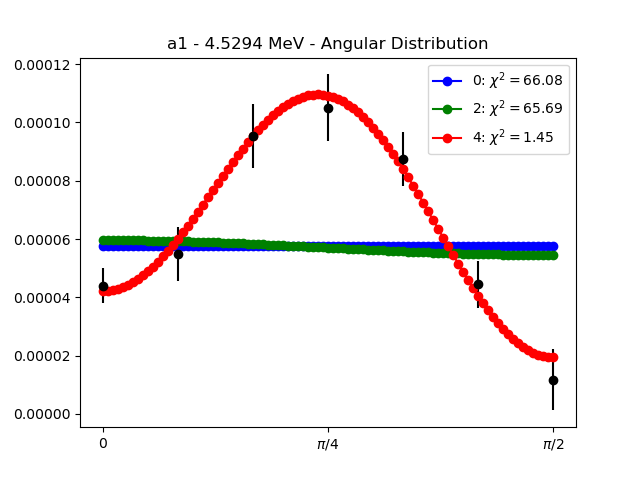 a1 - 4.5294 MeV - Angular Distribution
0.00012
0.00010
0.00008
0.00006
0.00004
0.00002
0.00000
0: χ² = 66.08
2: χ² = 65.69
4: χ² = 1.45
0
π/4
π/2